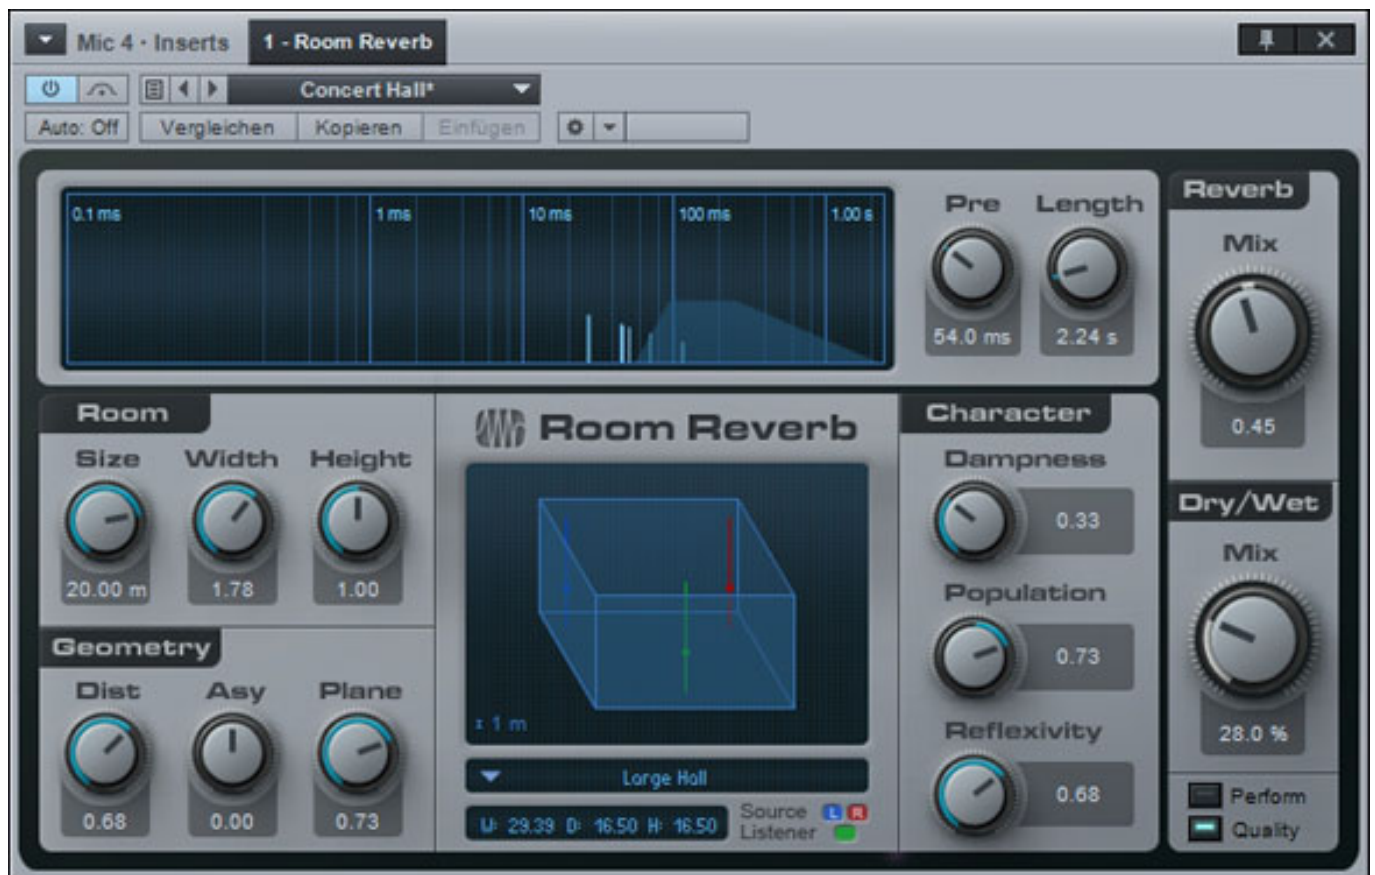 Mic 4 • Inserts 1 - Room Reverb
Concert Hall*
Auto: Off Vergleichen Kopieren Einfügen
0.1 ms 1 ms 10 ms 100 ms 1.00 s
Pre Length
54.0 ms 2.24 s
Reverb
Mix
0.45
Room
Size Width Height
20.00 m 1.78 1.00
Geometry
Dist Asy Plane
0.68 0.00 0.73
Room Reverb
1 m
Large Hall
W: 29.39 D: 16.50 H: 16.50
Source L R
Listener
Character
Dampness
0.33
Population
0.73
Reflexivity
0.68
Dry/Wet
Mix
28.0 %
Perform
Quality